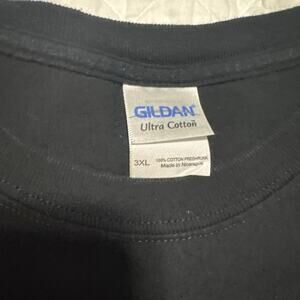 GILDAN
Ultra Cotton
3XL
100% COTTON PRESHRUNK
Made in Nicaragua